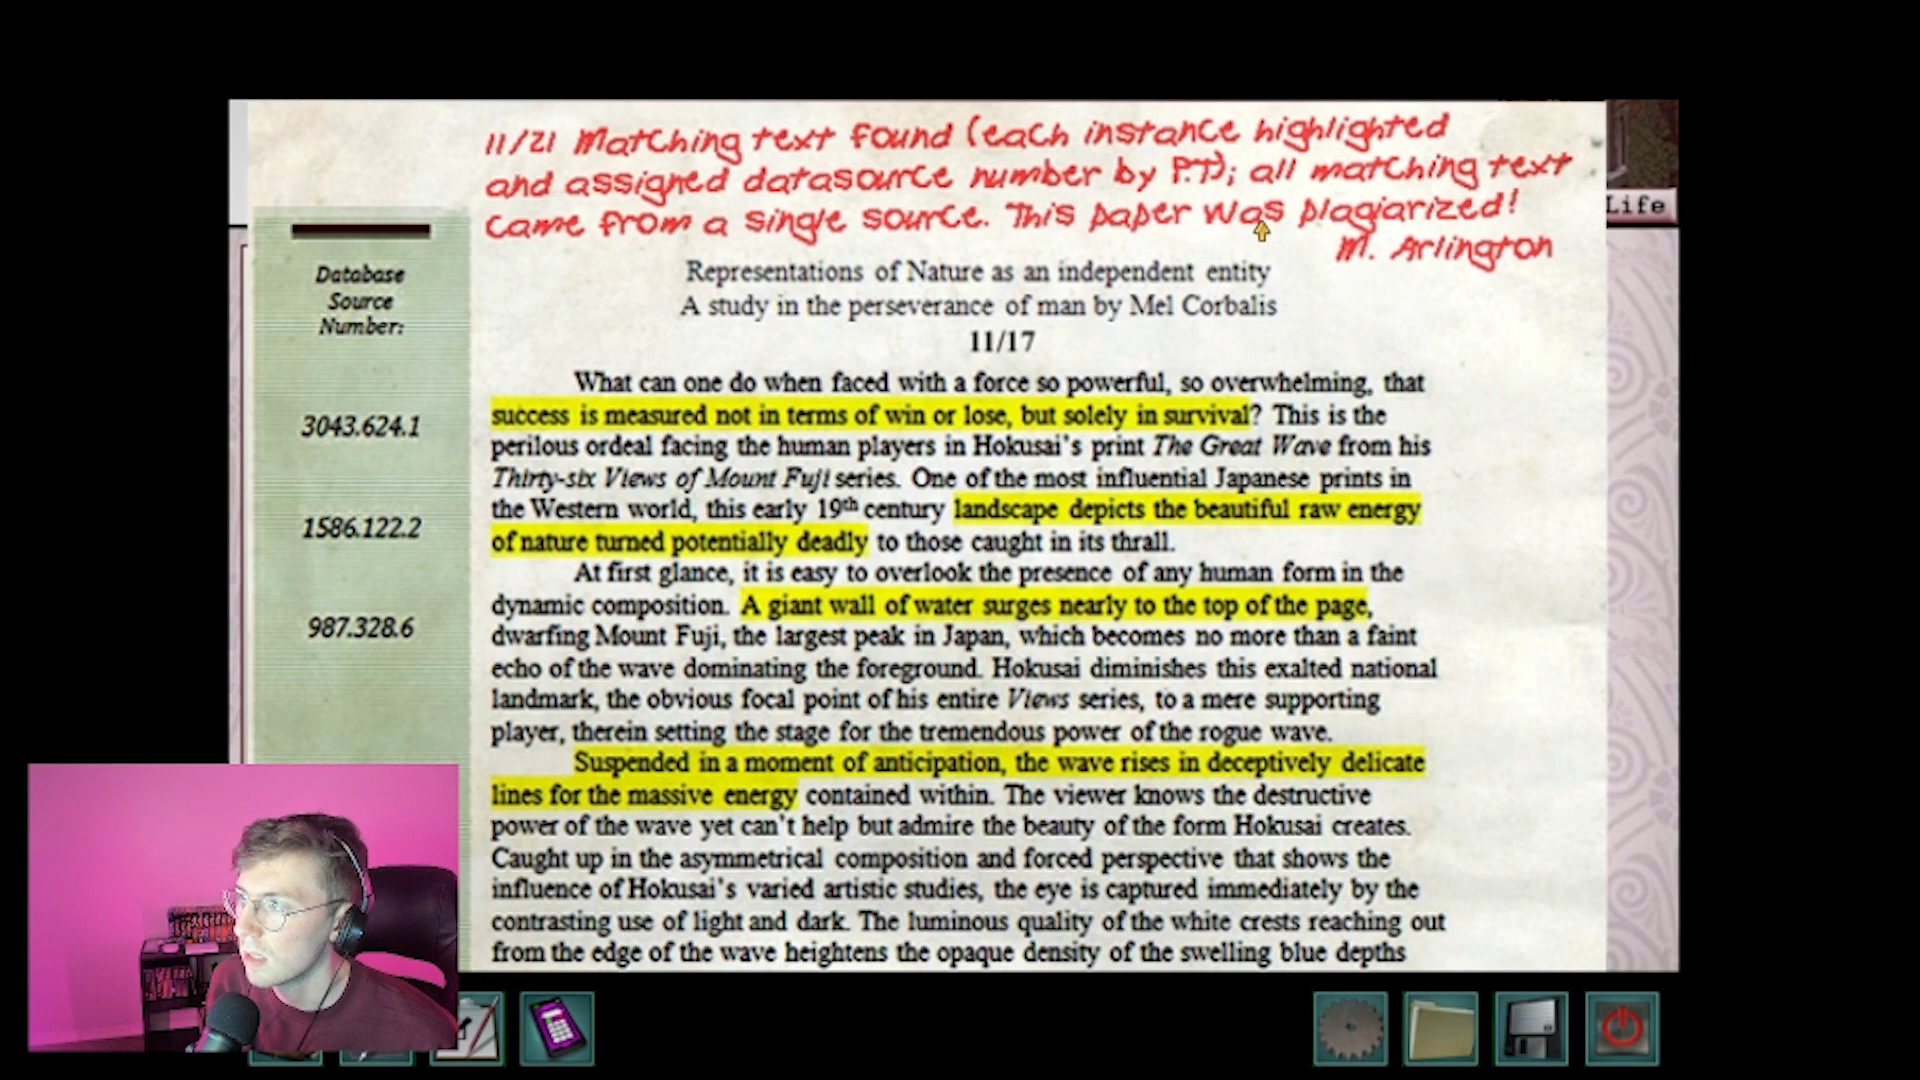 11/21 Matching text found (each instance highlighted
and assigned datasource number by P.T); all matching text
came from a single source. This paper was plagiarized!
M. Arlington
Life
Database
Source
Number:
3043.624.1
1586.122.2
987.328.6
Representations of Nature as an independent entity
A study in the perseverance of man by Mel Corbalis
11/17
What can one do when faced with a force so powerful, so overwhelming, that
success is measured not in terms of win or lose, but solely in survival? This is the
perilous ordeal facing the human players in Hokusai's print The Great Wave from his
Thirty-six Views of Mount Fuji series. One of the most influential Japanese prints in
the Western world, this early 19th century landscape depicts the beautiful raw energy
of nature turned potentially deadly to those caught in its thrall.
At first glance, it is easy to overlook the presence of any human form in the
dynamic composition. A giant wall of water surges nearly to the top of the page,
dwarfing Mount Fuji, the largest peak in Japan, which becomes no more than a faint
echo of the wave dominating the foreground. Hokusai diminishes this exalted national
landmark, the obvious focal point of his entire Views series, to a mere supporting
player, therein setting the stage for the tremendous power of the rogue wave.
Suspended in a moment of anticipation, the wave rises in deceptively delicate
lines for the massive energy contained within. The viewer knows the destructive
power of the wave yet can't help but admire the beauty of the form Hokusai creates.
Caught up in the asymmetrical composition and forced perspective that shows the
influence of Hokusai's varied artistic studies, the eye is captured immediately by the
contrasting use of light and dark. The luminous quality of the white crests reaching out
from the edge of the wave heightens the opaque density of the swelling blue depths